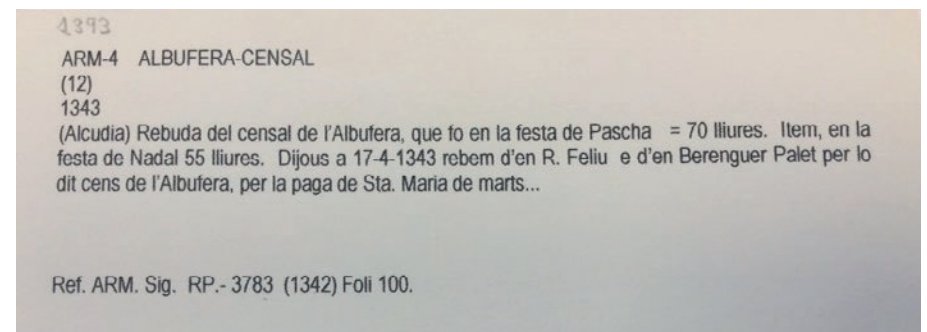 1393
ARM-4 ALBUFERA-CENSAL
(12)
1343
(Alcudia) Rebuda del censal de l'Albufera, que fo en la festa de Pascha = 70 lliures. Item, en la
festa de Nadal 55 lliures. Dijous a 17-4-1343 rebem d'en R. Feliu e d'en Berenguer Palet per lo
dit cens de l'Albufera, per la paga de Sta. Maria de marts...
Ref. ARM. Sig. RP.- 3783 (1342) Foli 100.